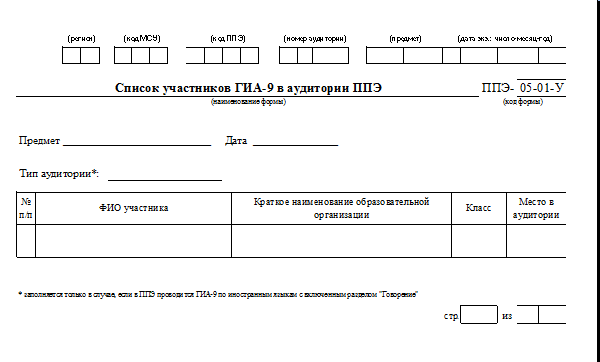 (регион) (код МСУ) (код ППЭ) (номер аудитории) (предмет) (дата экз.: число-месяц-год)
Список участников ГИА-9 в аудитории ППЭ ППЭ- 05-01-У
(наименование формы) (код формы)
Предмет Дата
Тип аудитории*:
№ п/п ФИО участника Краткое наименование образовательной организации Класс Место в аудитории
* заполняется только в случае, если в ППЭ проводится ГИА-9 по иностранным языкам с включенным разделом "Говорение"
стр. из